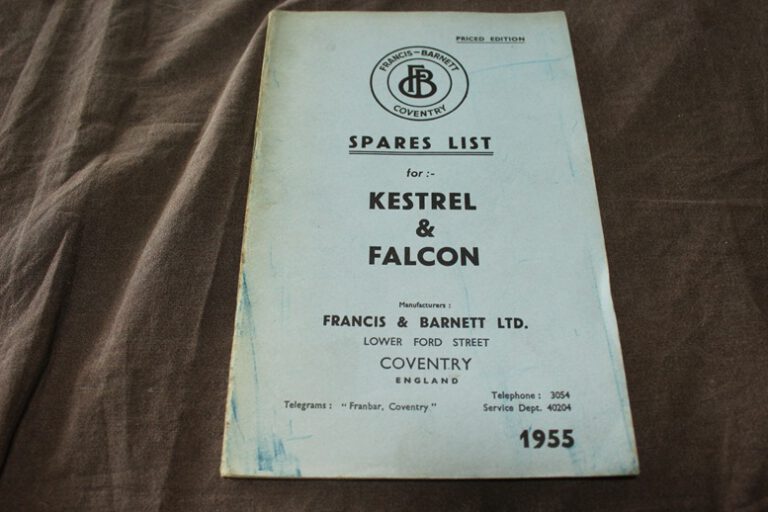 PRICED EDITION
FRANCIS-BARNETT
FB
COVENTRY
SPARES LIST
for :-
KESTREL
&
FALCON
Manufacturers :
FRANCIS & BARNETT LTD.
LOWER FORD STREET
COVENTRY
ENGLAND
Telephone : 3054
Telegrams : "Franbar, Coventry" Service Dept. 40204
1955